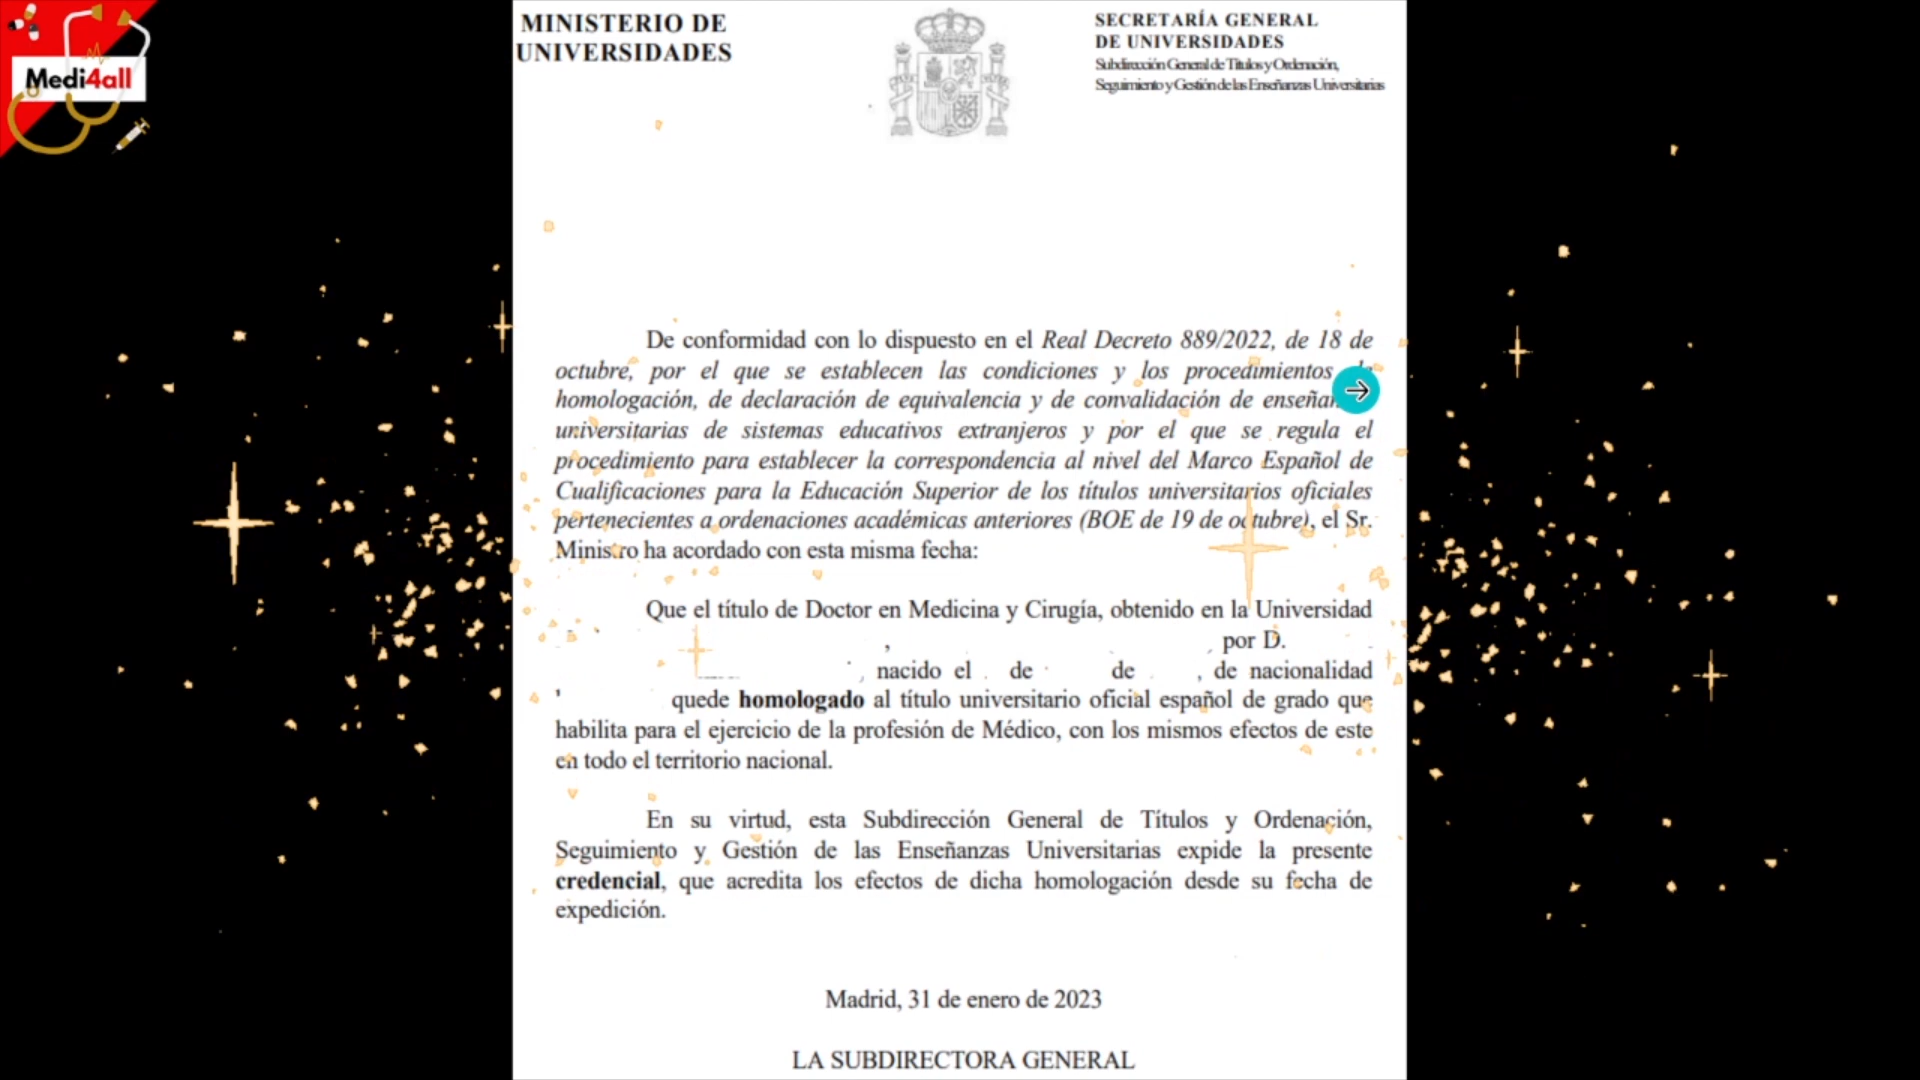 Medi4all
MINISTERIO DE
UNIVERSIDADES
SECRETARÍA GENERAL
DE UNIVERSIDADES
Subdirección General de Títulos y Ordenación,
Seguimiento y Gestión de las Enseñanzas Universitarias
De conformidad con lo dispuesto en el Real Decreto 889/2022, de 18 de
octubre, por el que se establecen las condiciones y los procedimientos
homologación, de declaración de equivalencia y de convalidación de
universitarias de sistemas educativos extranjeros y por el que se regula el
procedimiento para establecer la correspondencia al nivel del Marco Español de
Cualificaciones para la Educación Superior de los títulos universitarios oficiales
pertenecientes a ordenaciones académicas anteriores (BOE de 19 de octubre), el Sr.
Ministro ha acordado con esta misma fecha:
Que el título de Doctor en Medicina y Cirugía, obtenido en la Universidad
, por D.
, nacido el de de , de nacionalidad
quede homologado al título universitario oficial español de grado que
habilita para el ejercicio de la profesión de Médico, con los mismos efectos de este
en todo el territorio nacional.
En su virtud, esta Subdirección General de Títulos y Ordenación,
Seguimiento y Gestión de las Enseñanzas Universitarias expide la presente
credencial, que acredita los efectos de dicha homologación desde su fecha de
expedición.
Madrid, 31 de enero de 2023
LA SUBDIRECTORA GENERAL